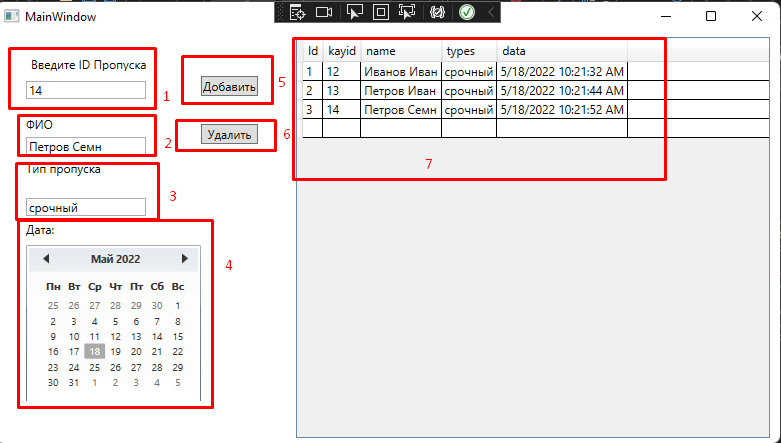 MainWindow
Введите ID Пропуска
14
1
ФИО
Петров Семн
2
Тип пропуска
срочный
3
Дата:
Май 2022
Пн Вт Ср Чт Пт Сб Вс
25 26 27 28 29 30 1
2 3 4 5 6 7 8
9 10 11 12 13 14 15
16 17 18 19 20 21 22
23 24 25 26 27 28 29
30 31 1 2 3 4 5
4
Добавить
5
Удалить
6
Id kayid name types data
1 12 Иванов Иван срочный 5/18/2022 10:21:32 AM
2 13 Петров Иван срочный 5/18/2022 10:21:44 AM
3 14 Петров Семн срочный 5/18/2022 10:21:52 AM
7